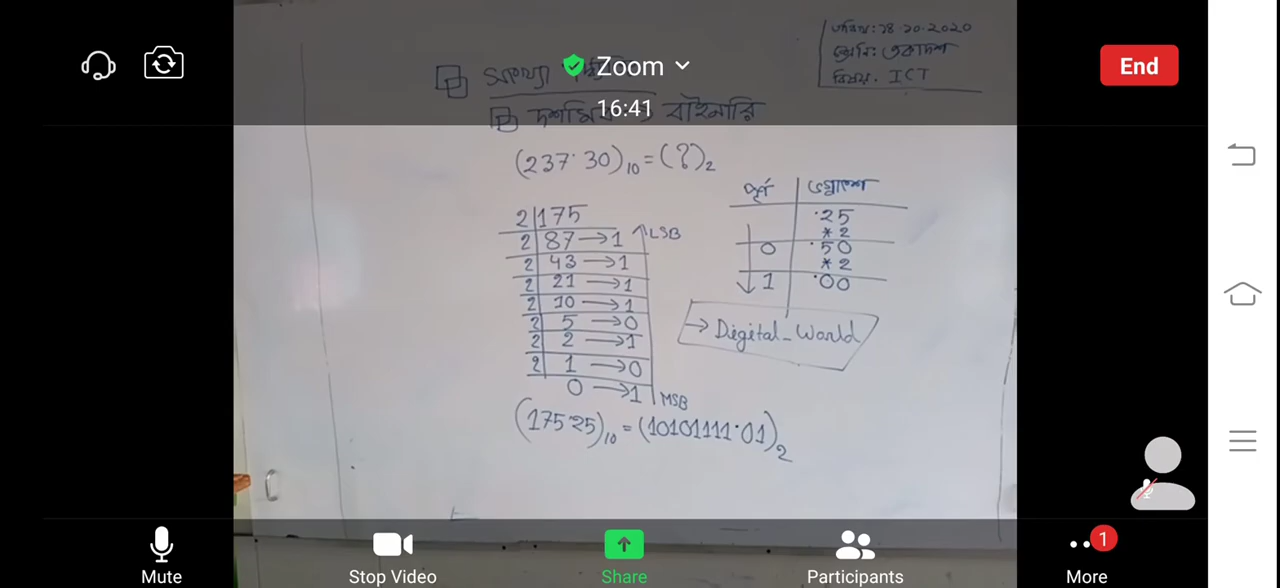 তারিখ: ১৪.১০.২০২০
শ্রেনি: একাদশ
বিষয়. ICT
End
Zoom
16:41
সংখ্যা
বাইনারি
(237.30)10 = (?)2
2|175
2|87→1 LSB
2|43→1
2|21→1
2|10→1
2|5→0
2|2→1
2|1→0
0→1 MSB
(175.25)10 = (10101111.01)2
পূর্ণ | ভগ্নাংশ
.25
*2
0 | .50
*2
1 | .00
→ Diegital_World
Mute
Stop Video
Share
Participants
More
1